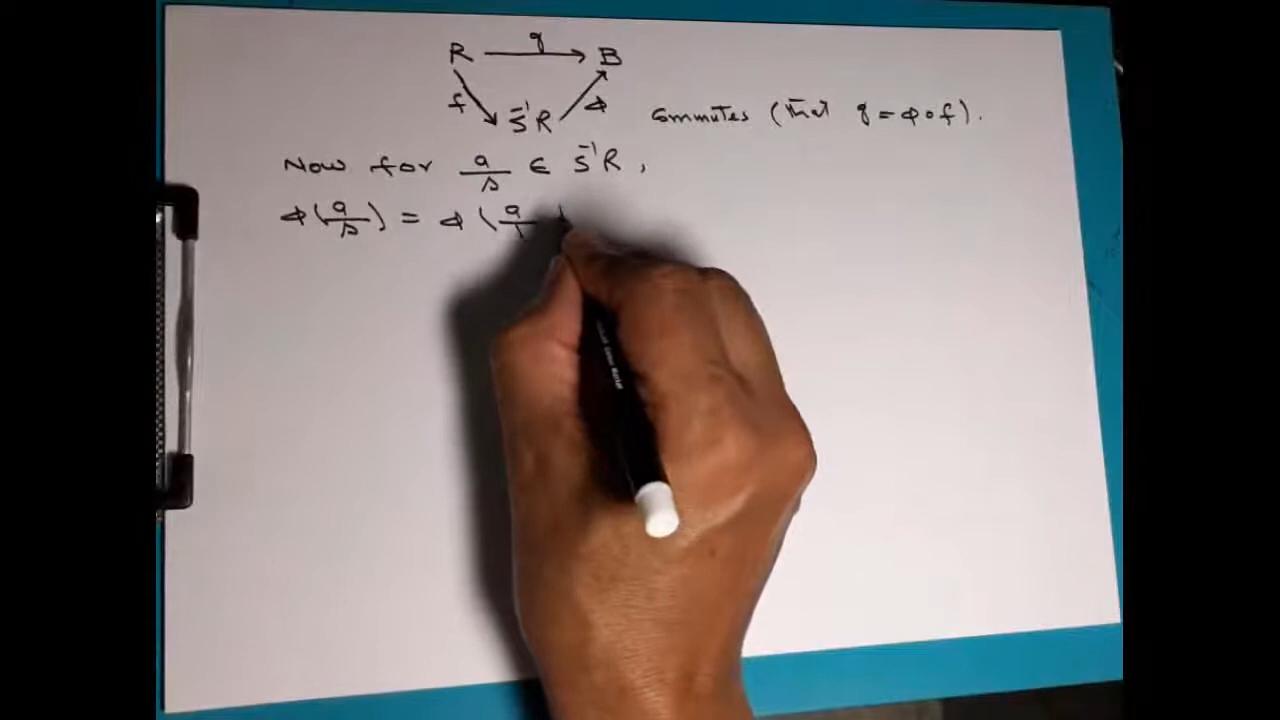 R g B
f S⁻¹R φ commutes (that g = φ∘f).
Now for a/s ∈ S⁻¹R,
φ(a/s) = φ(a/1